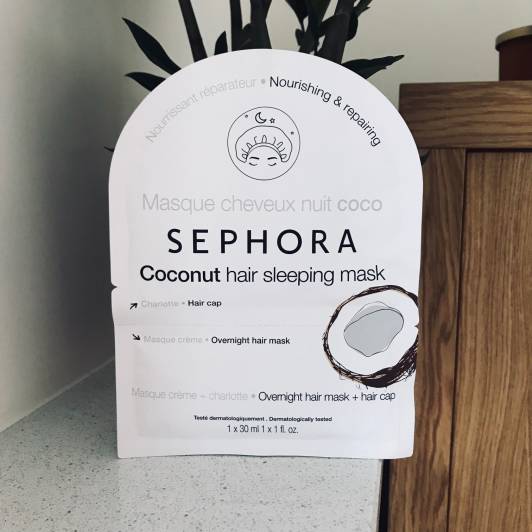 Nourrissant réparateur • Nourishing & repairing
Masque cheveux nuit coco
SEPHORA
Coconut hair sleeping mask
Charlotte • Hair cap
Masque crème • Overnight hair mask
Masque crème + charlotte • Overnight hair mask + hair cap
Testé dermatologiquement . Dermatologically tested
1 x 30 ml 1 x 1 fl. oz.